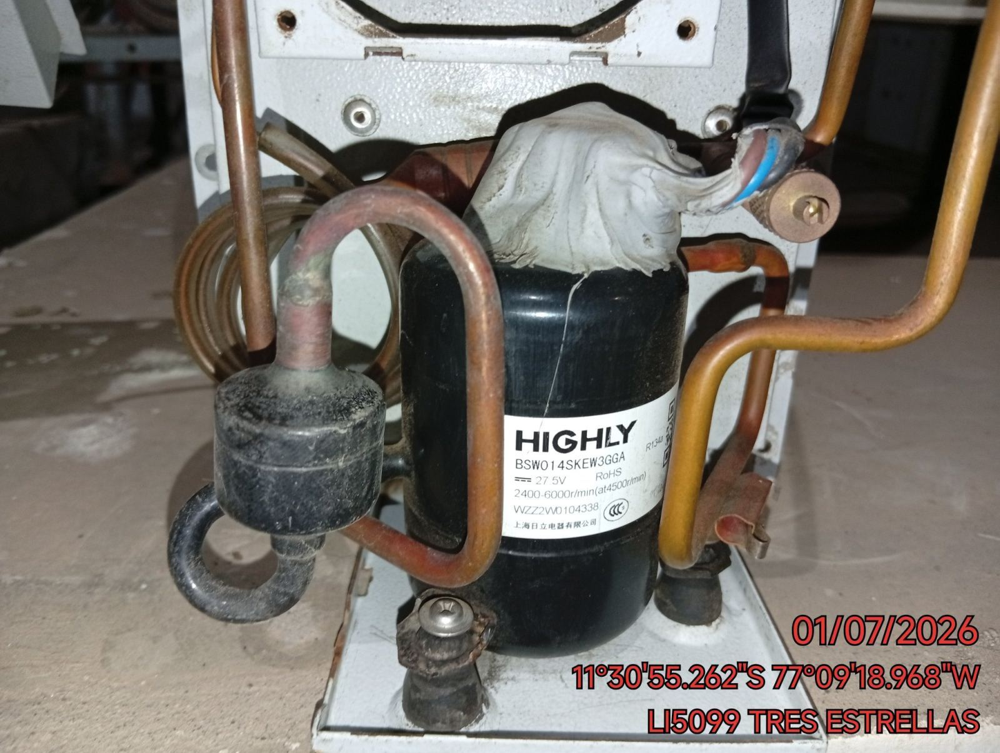 HIGHLY
BSW014SKEW3GGA
R134a
27.5V RoHS
2400-6000r/min(at4500r/min)
WZZ2W0104338
上海日立电器有限公司
01/07/2026
11°30'55.262"S 77°09'18.968"W
LI5099 TRES ESTRELLAS